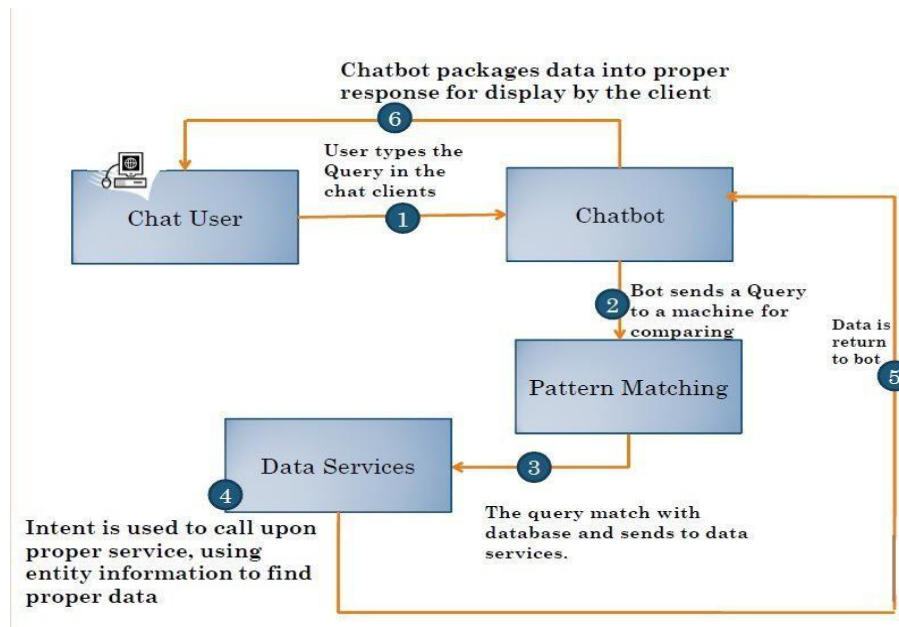 Chatbot packages data into proper
response for display by the client
6
User types the
Query in the
chat clients
Chat User
1
Chatbot
2
Bot sends a Query
to a machine for
comparing
Data is
return
to bot
5
Pattern Matching
Data Services
3
4
The query match with
database and sends to data
services.
Intent is used to call upon
proper service, using
entity information to find
proper data